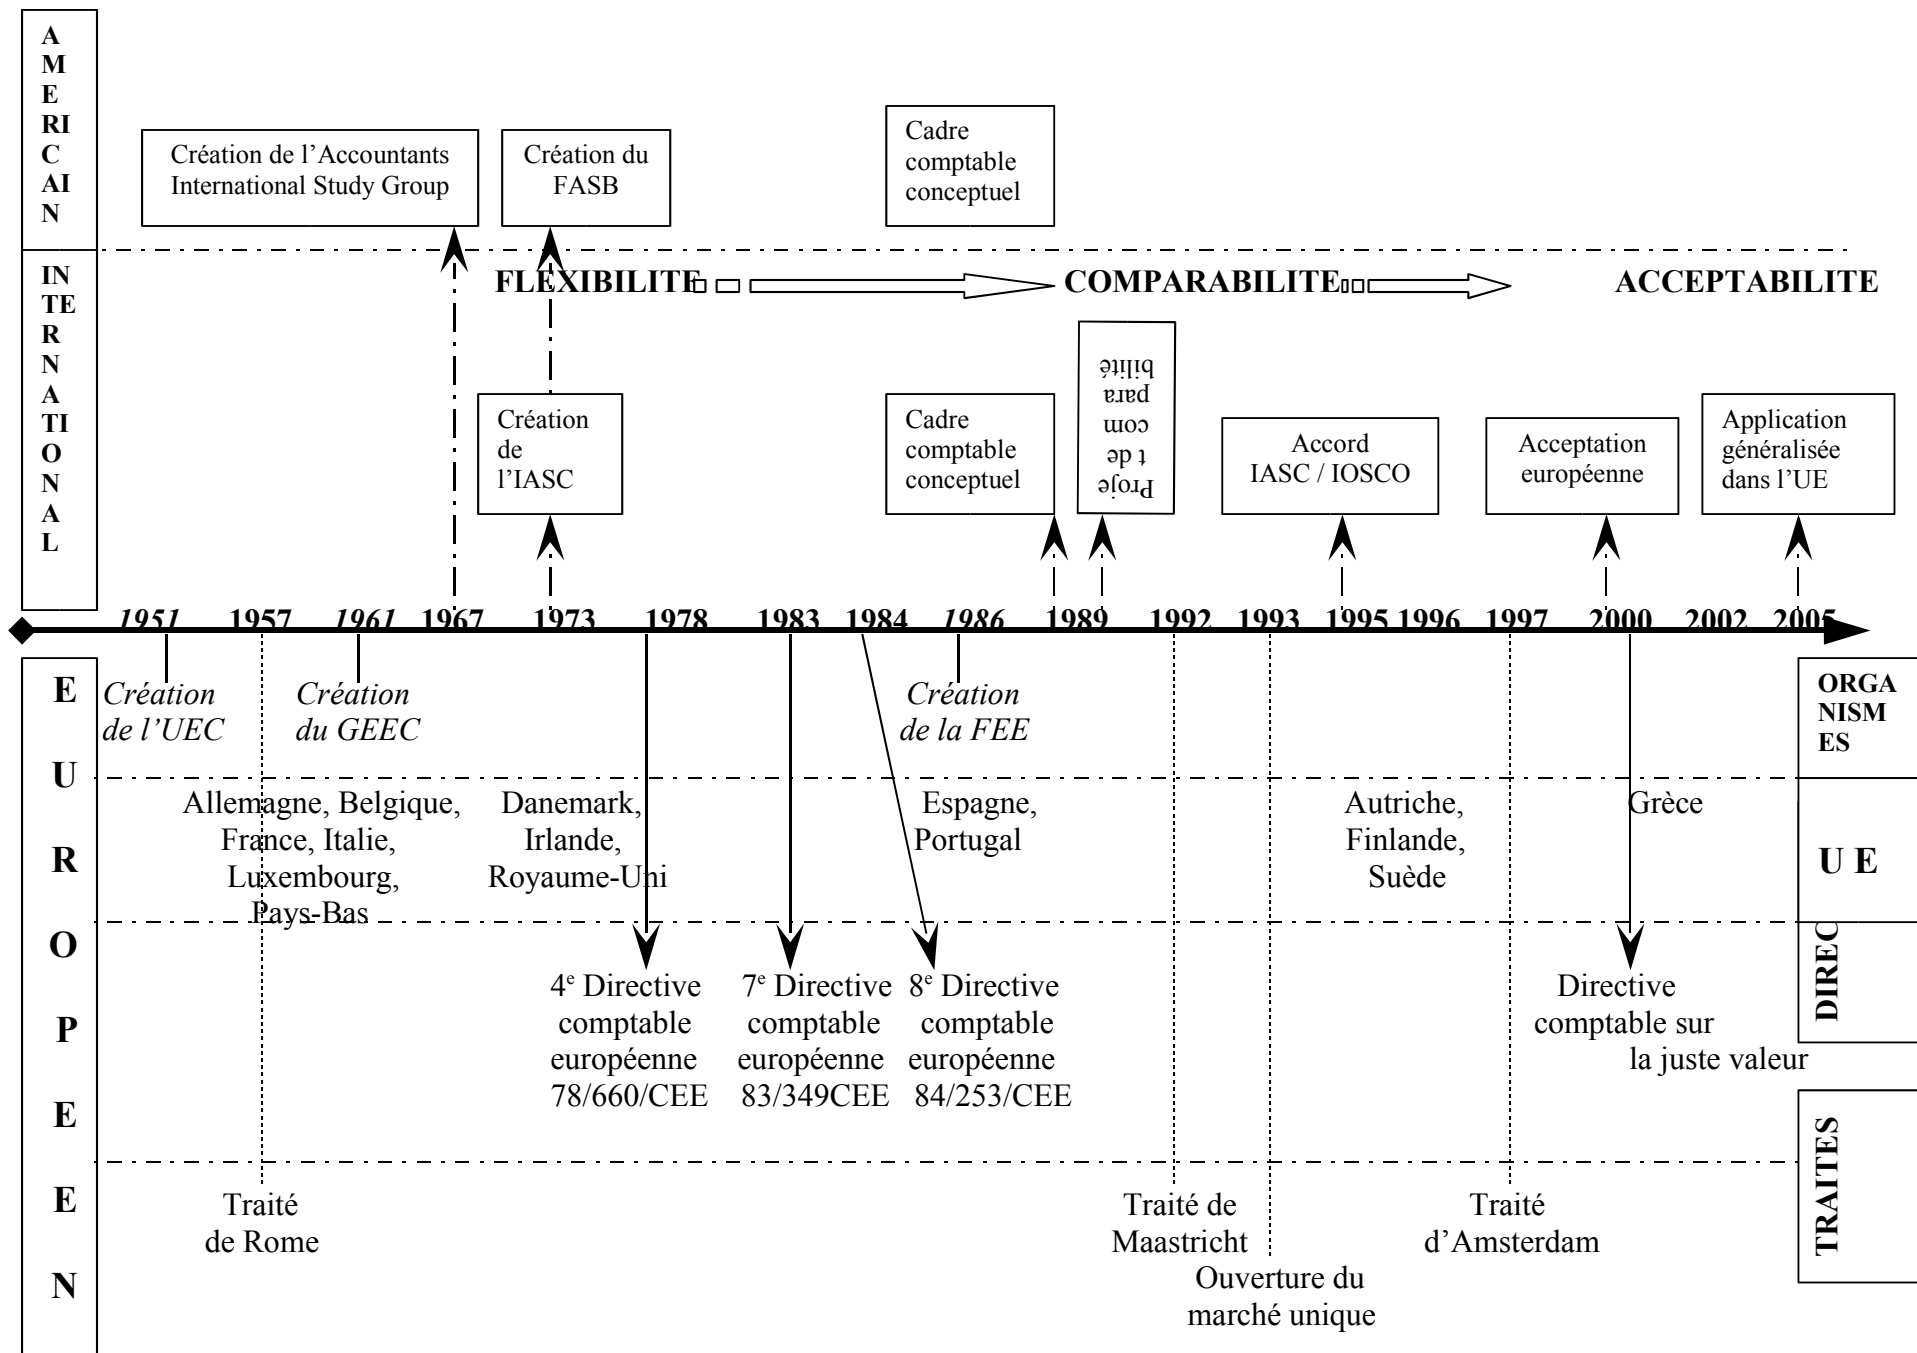 A
M
E
RI
C
AI
N
Création de l’Accountants
International Study Group
Création du
FASB
Cadre
comptable
conceptuel
IN
TE
R
N
A
TI
O
N
A
L
FLEXIBILITE
COMPARABILITE
ACCEPTABILITE
Création
de
l’IASC
Cadre
comptable
conceptuel
Proje
t de
com
para
bilité
Accord
IASC / IOSCO
Acceptation
européenne
Application
généralisée
dans l’UE
1951 1957 1961 1967 1973 1978 1983 1984 1986 1989 1992 1993 1995 1996 1997 2000 2002 2005
E
U
R
O
P
E
E
N
Création
de l’UEC
Création
du GEEC
Création
de la FEE
ORGA
NISM
ES
Allemagne, Belgique,
France, Italie,
Luxembourg,
Pays-Bas
Danemark,
Irlande,
Royaume-Uni
Espagne,
Portugal
Autriche,
Finlande,
Suède
Grèce
U E
4e Directive
comptable
européenne
78/660/CEE
7e Directive
comptable
européenne
83/349CEE
8e Directive
comptable
européenne
84/253/CEE
Directive
comptable sur
la juste valeur
DIREC
Traité
de Rome
Traité de
Maastricht
Ouverture du
marché unique
Traité
d’Amsterdam
TRAITES